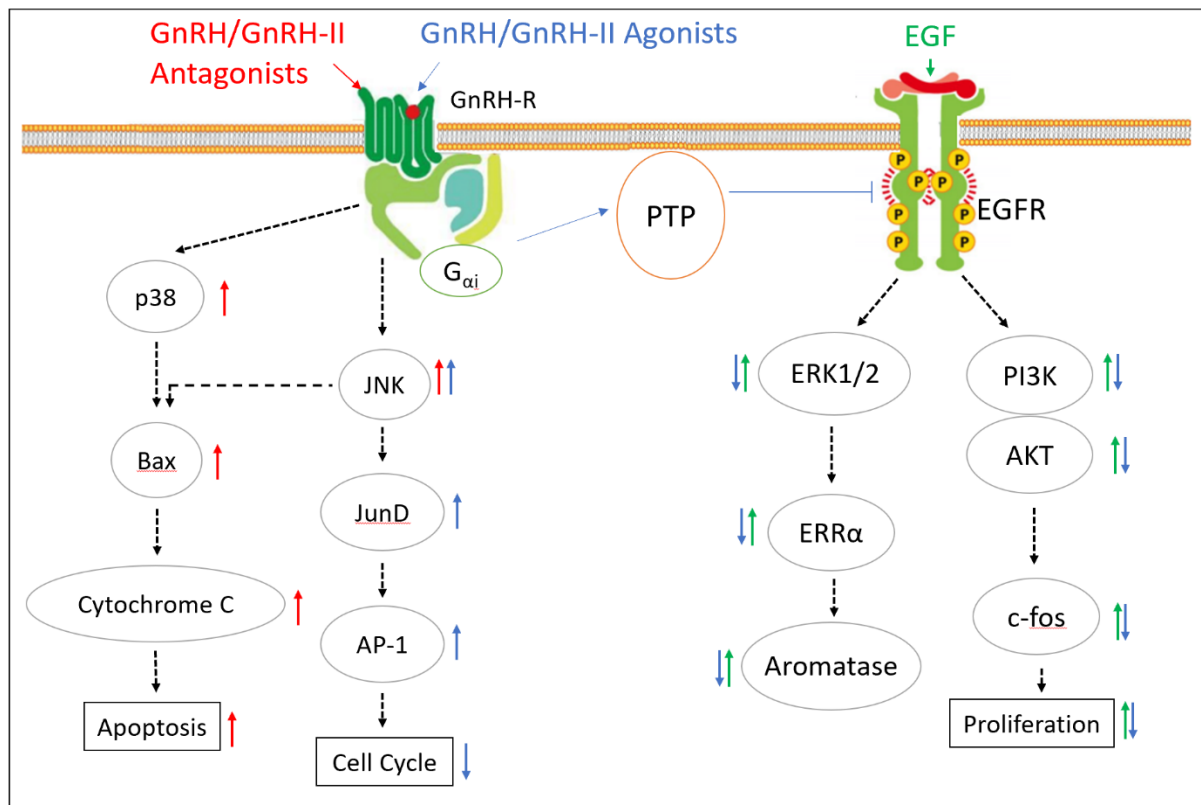 GnRH/GnRH-II
Antagonists
GnRH/GnRH-II Agonists
EGF
GnRH-R
PTP
EGFR
P
P
P
P
P
P
P
P
Gαi
p38
JNK
ERK1/2
PI3K
Bax
AKT
JunD
ERRα
Cytochrome C
AP-1
c-fos
Aromatase
Apoptosis
Proliferation
Cell Cycle